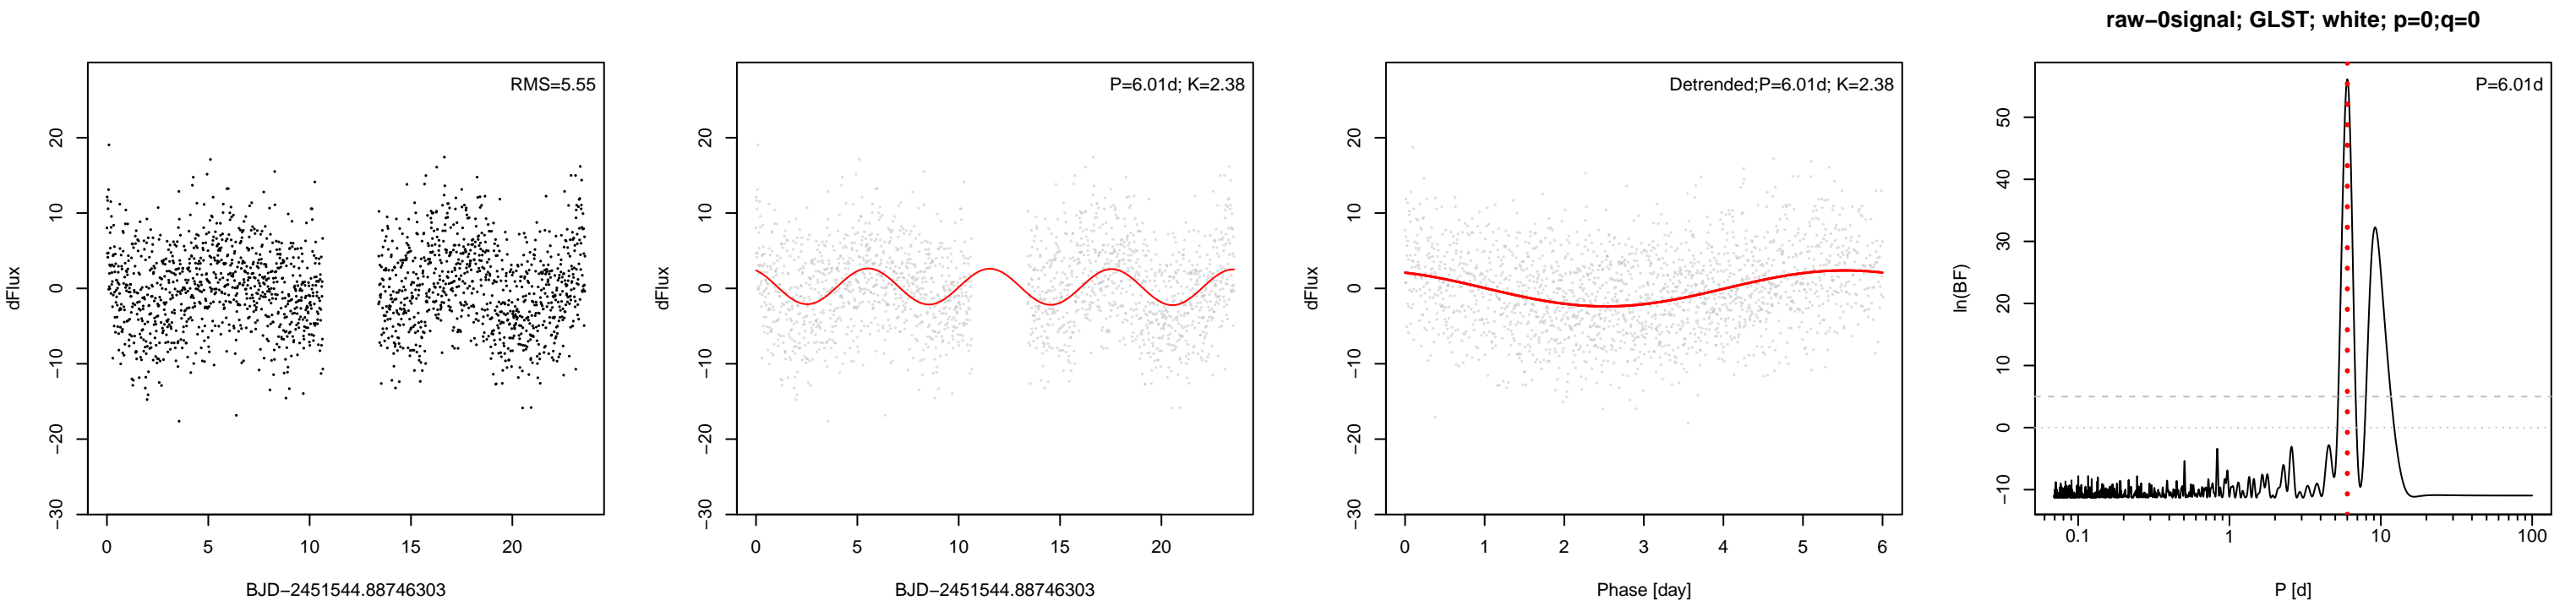 raw−0signal; GLST; white; p=0;q=0
RMS=5.55
dFlux
−30 −20 −10 0 10 20
0 5 10 15 20
BJD−2451544.88746303
P=6.01d; K=2.38
dFlux
−30 −20 −10 0 10 20
0 5 10 15 20
BJD−2451544.88746303
Detrended;P=6.01d; K=2.38
dFlux
−30 −20 −10 0 10 20
0 1 2 3 4 5 6
Phase [day]
P=6.01d
ln(BF)
−10 0 10 20 30 40 50
0.1 1 10 100
P [d]